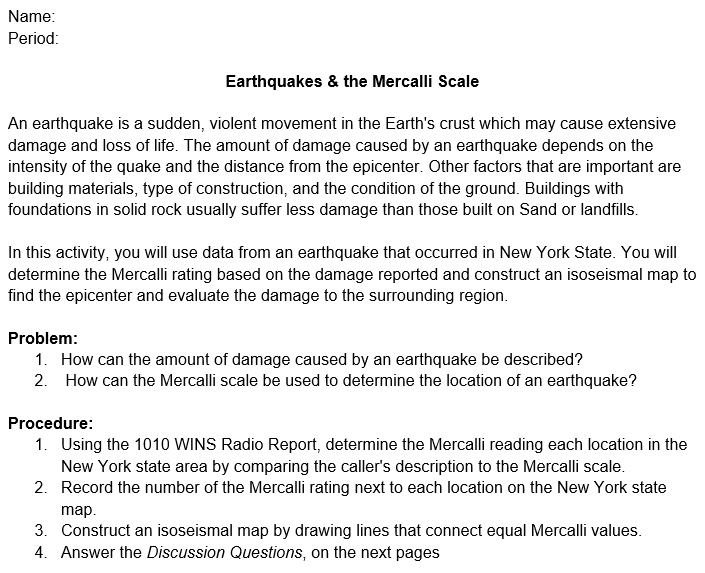 Name:
Period:
Earthquakes & the Mercalli Scale
An earthquake is a sudden, violent movement in the Earth's crust which may cause extensive
damage and loss of life. The amount of damage caused by an earthquake depends on the
intensity of the quake and the distance from the epicenter. Other factors that are important are
building materials, type of construction, and the condition of the ground. Buildings with
foundations in solid rock usually suffer less damage than those built on Sand or landfills.
In this activity, you will use data from an earthquake that occurred in New York State. You will
determine the Mercalli rating based on the damage reported and construct an isoseismal map to
find the epicenter and evaluate the damage to the surrounding region.
Problem:
1. How can the amount of damage caused by an earthquake be described?
2. How can the Mercalli scale be used to determine the location of an earthquake?
Procedure:
1. Using the 1010 WINS Radio Report, determine the Mercalli reading each location in the
New York state area by comparing the caller's description to the Mercalli scale.
2. Record the number of the Mercalli rating next to each location on the New York state
map.
3. Construct an isoseismal map by drawing lines that connect equal Mercalli values.
4. Answer the Discussion Questions, on the next pages